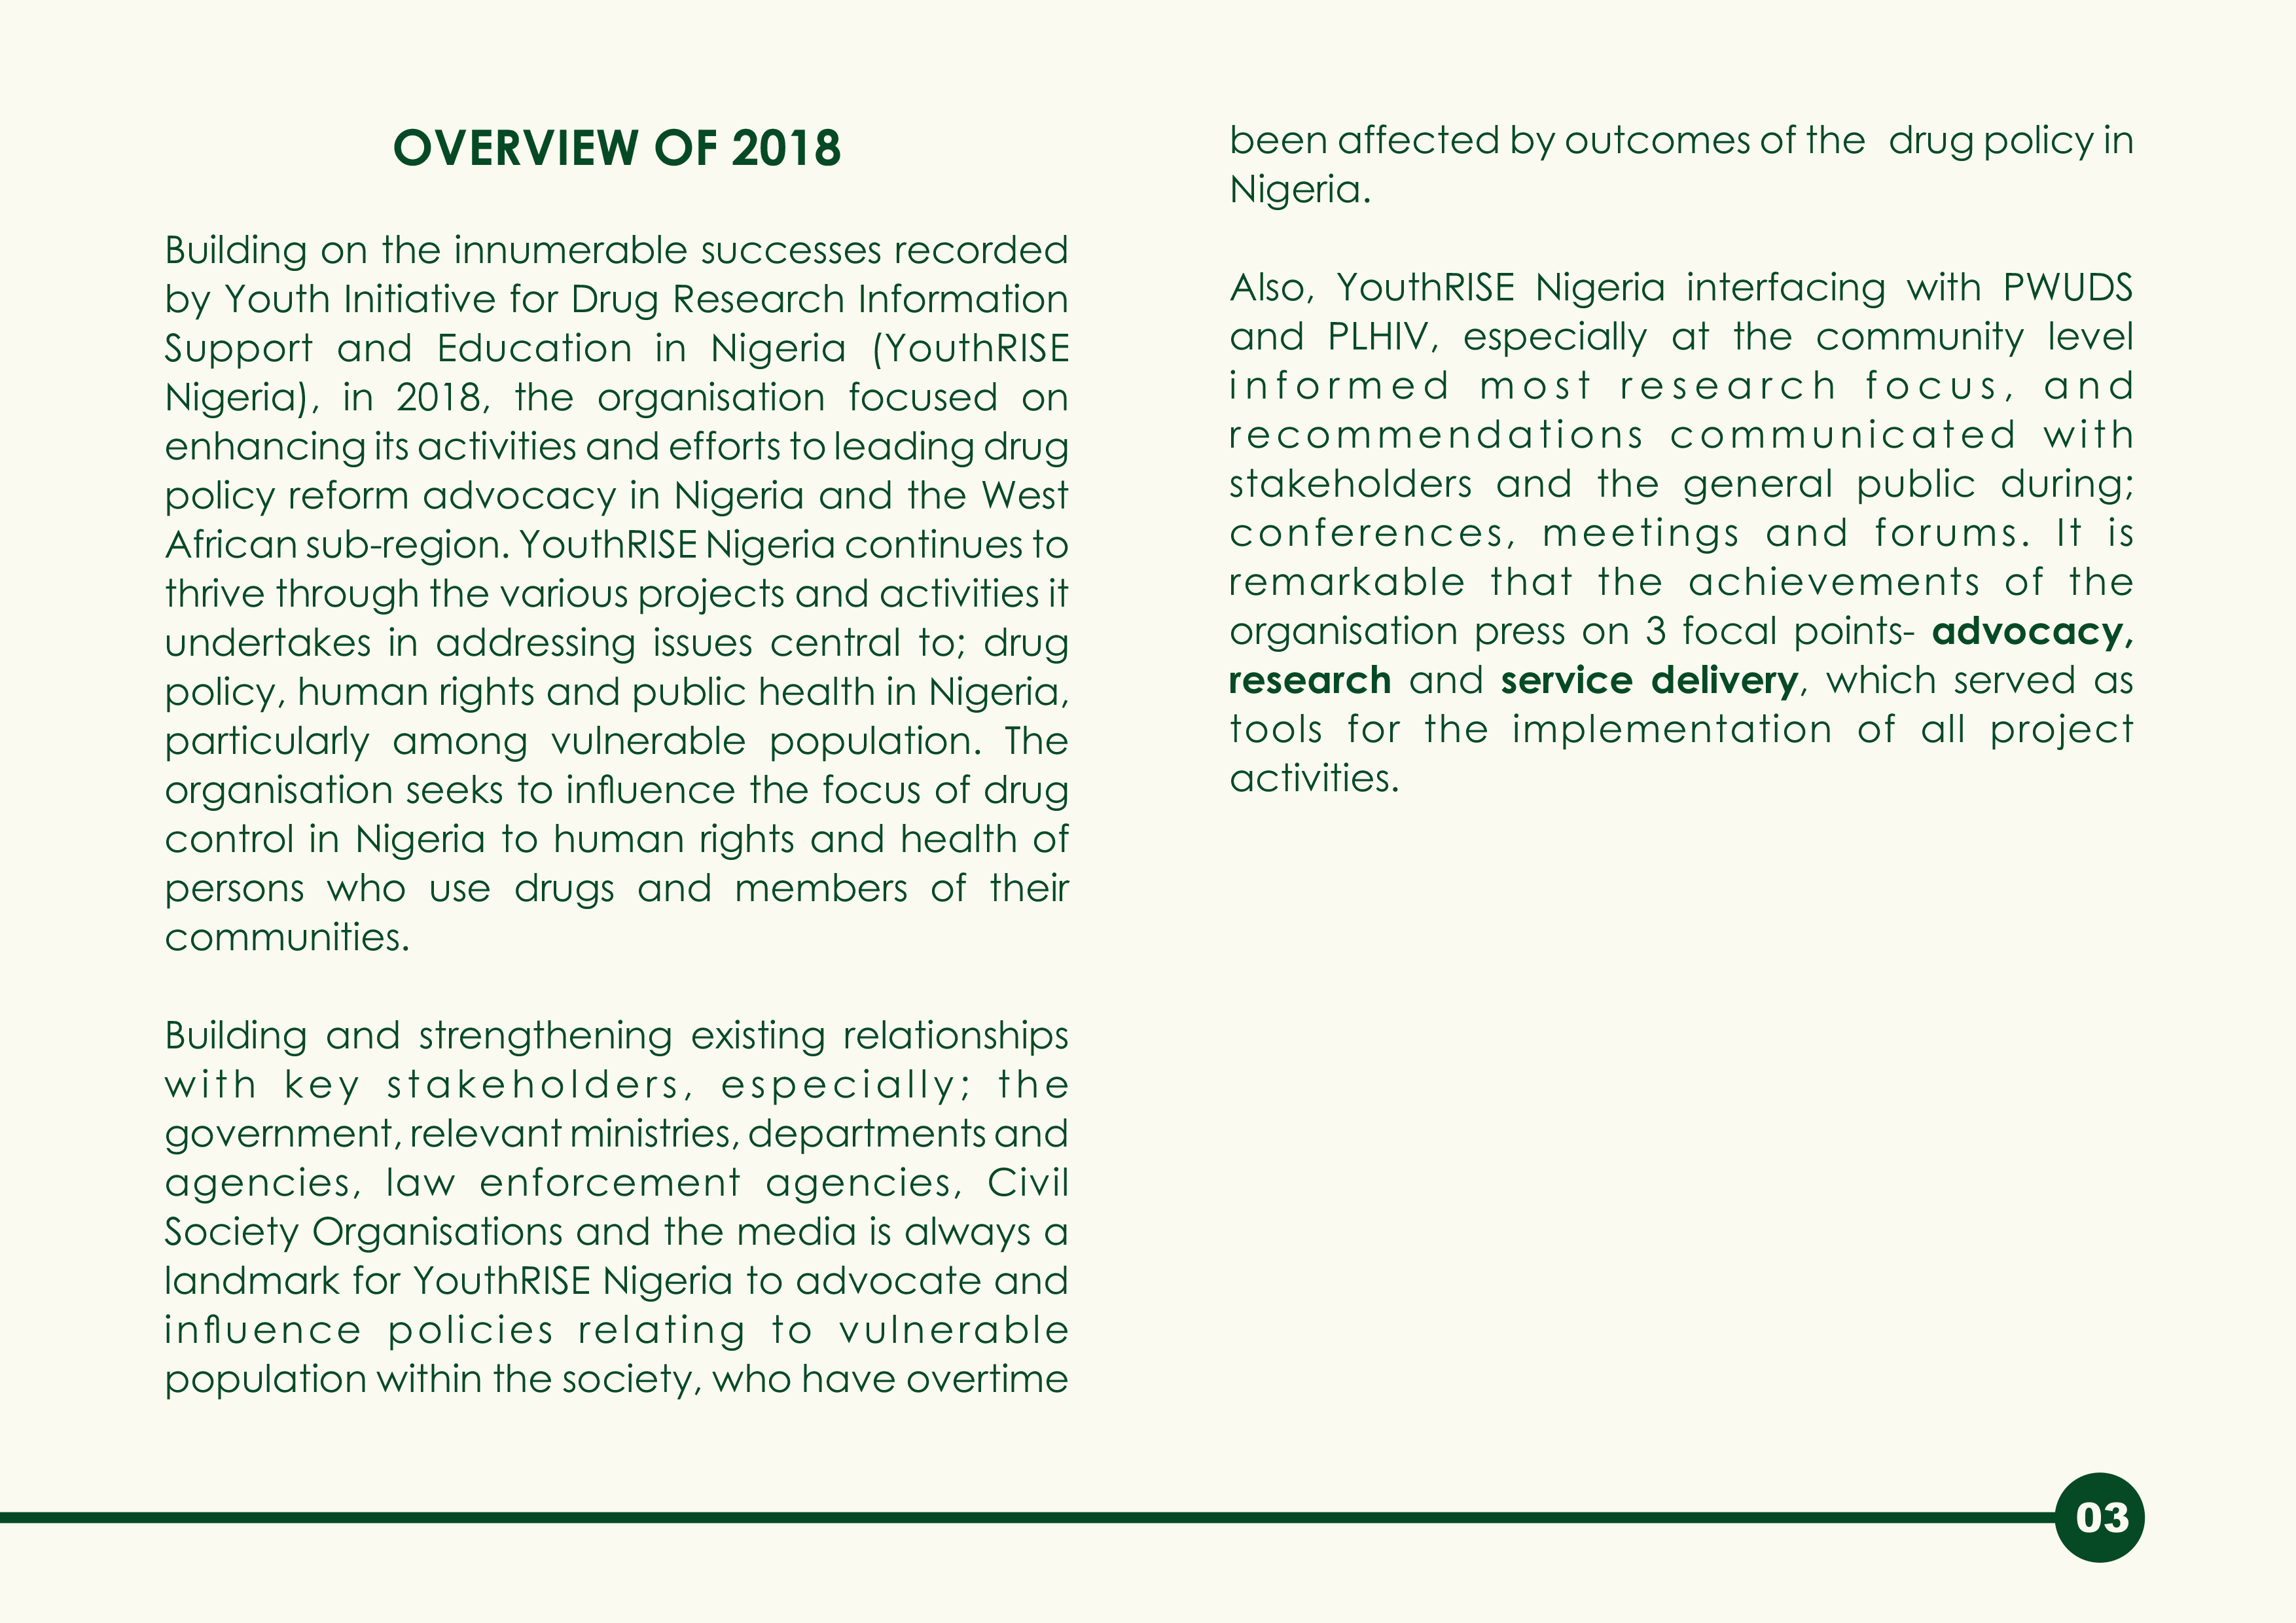 OVERVIEW OF 2018
Building on the innumerable successes recorded
by Youth Initiative for Drug Research Information
Support and Education in Nigeria (YouthRISE
Nigeria), in 2018, the organisation focused on
enhancing its activities and efforts to leading drug
policy reform advocacy in Nigeria and the West
African sub-region. YouthRISE Nigeria continues to
thrive through the various projects and activities it
undertakes in addressing issues central to; drug
policy, human rights and public health in Nigeria,
particularly among vulnerable population. The
organisation seeks to influence the focus of drug
control in Nigeria to human rights and health of
persons who use drugs and members of their
communities.
Building and strengthening existing relationships
with key stakeholders, especially; the
government, relevant ministries, departments and
agencies, law enforcement agencies, Civil
Society Organisations and the media is always a
landmark for YouthRISE Nigeria to advocate and
influence policies relating to vulnerable
population within the society, who have overtime
been affected by outcomes of the drug policy in
Nigeria.
Also, YouthRISE Nigeria interfacing with PWUDS
and PLHIV, especially at the community level
informed most research focus, and
recommendations communicated with
stakeholders and the general public during;
conferences, meetings and forums. It is
remarkable that the achievements of the
organisation press on 3 focal points- advocacy,
research and service delivery, which served as
tools for the implementation of all project
activities.
03